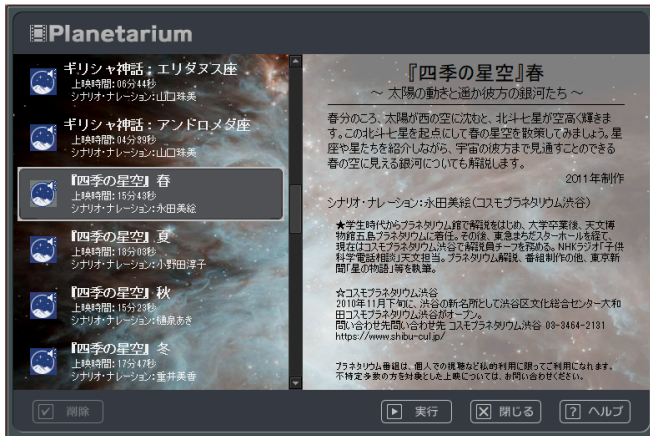 Planetarium
ギリシャ神話：エリダヌス座
上映時間：06分44秒
シナリオ・ナレーション：山口珠美
ギリシャ神話：アンドロメダ座
上映時間：04分39秒
シナリオ・ナレーション：山口珠美
『四季の星空』 春
上映時間：15分43秒
シナリオ・ナレーション：永田美絵
『四季の星空』 夏
上映時間：18分03秒
シナリオ・ナレーション：小野田淳子
『四季の星空』 秋
上映時間：15分23秒
シナリオ・ナレーション：槌泉あき
『四季の星空』 冬
上映時間：17分47秒
シナリオ・ナレーション：亜井美香
『四季の星空』春
～ 太陽の動きと遥か彼方の銀河たち ～
春分のころ、太陽が西の空に沈むと、北斗七星が空高く輝きま
す。この北斗七星を起点にして春の星空を散策してみましょう。星
座や星たちを紹介しながら、宇宙の彼方まで見通すことのできる
春の空に見える銀河についても解説します。
2011年制作
シナリオ・ナレーション：永田美絵（コスモプラネタリウム渋谷）
★学生時代からプラネタリウム館で解説をはじめ、大学卒業後、天文博
物館五島プラネタリウムに着任。その後、東急まちだスターホールを経て、
現在はコスモプラネタリウム渋谷で解説員チーフを務める。NHKラジオ「子供
科学電話相談」天文担当。プラネタリウム解説、番組制作の他、東京新
聞「星の物語」等を執筆。
☆コスモプラネタリウム渋谷
2010年11月下旬に、渋谷の新名所として渋谷区文化総合センター大和
田コスモプラネタリウム渋谷がオープン。
問い合わせ先問い合わせ先 コスモプラネタリウム渋谷 03-3464-2131
https://www.shibu-cul.jp/
プラネタリウム番組は、個人での視聴など私的利用に限ってご利用になれます。
不特定多数の方を対象とした上映については、お問い合わせください。
削除
実行
閉じる
ヘルプ